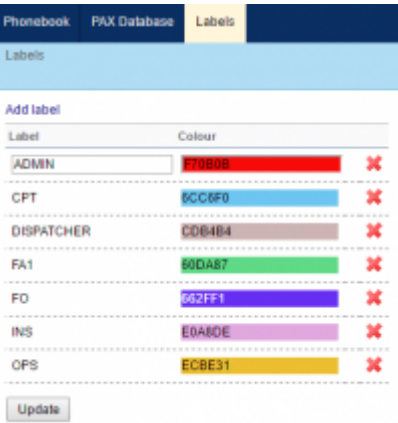 Phonebook PAX Database Labels
Labels
Add label
Label Colour
ADMIN F70B0B
CPT 6CC6F0
DISPATCHER CDB4B4
FA1 60DA87
FO 662FF1
INS E0A8DE
OPS ECBE31
Update